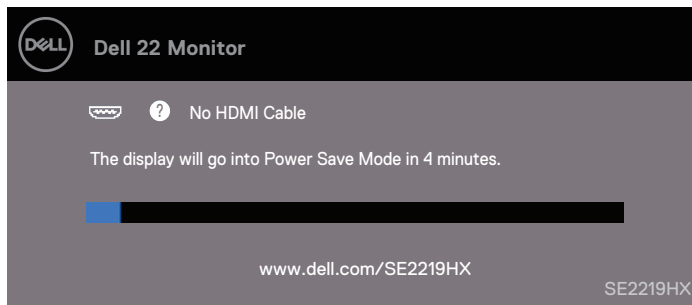 DELL
Dell 22 Monitor
? No HDMI Cable
The display will go into Power Save Mode in 4 minutes.
www.dell.com/SE2219HX
SE2219HX